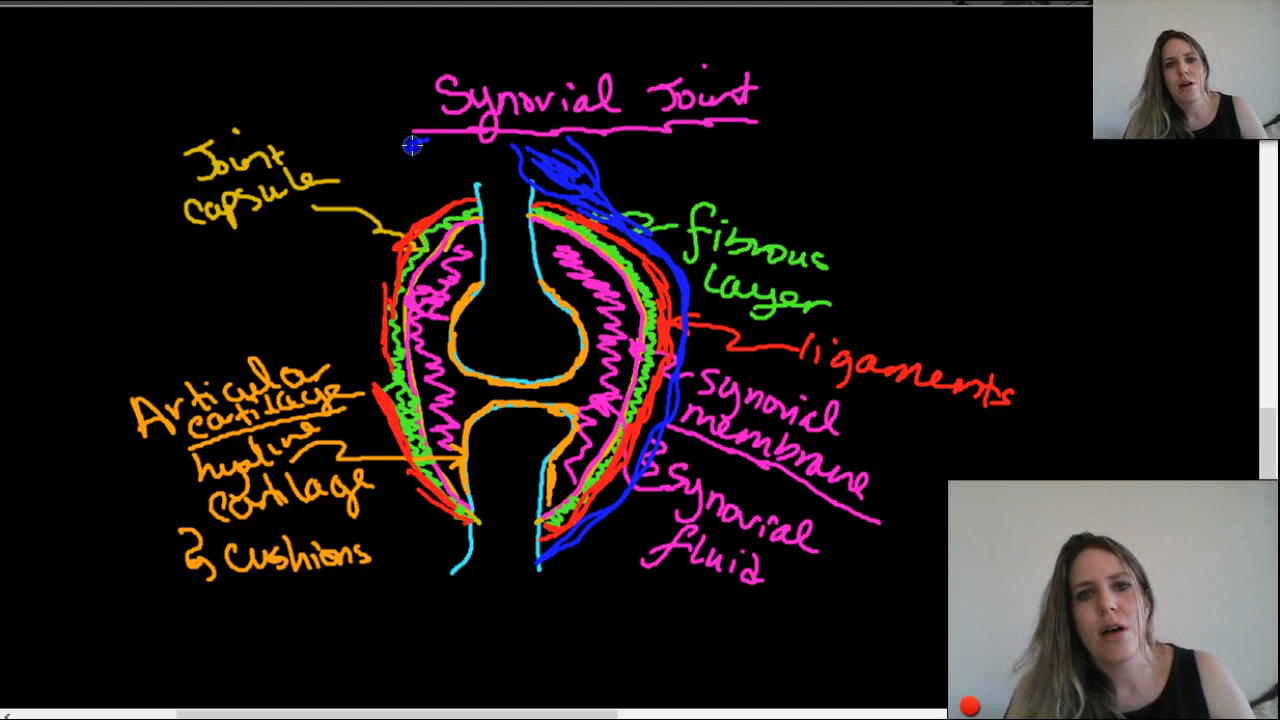 Synovial Joint
Joint
capsule
fibrous
layer
ligaments
Articular
cartilage
hyaline
cartilage
cushions
synovial
membrane
synovial
fluid